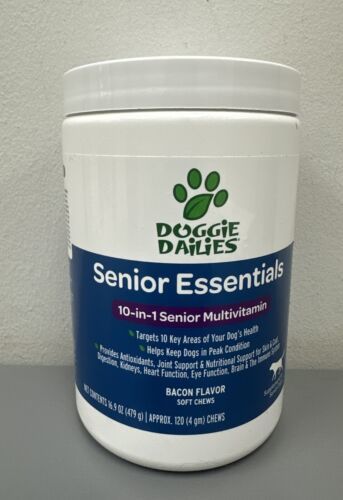 DOGGIE
DAILIES®
Senior Essentials
10-in-1 Senior Multivitamin
Targets 10 Key Areas of Your Dog's Health
Helps Keep Dogs in Peak Condition
Provides Antioxidants, Joint Support & Nutritional Support for Skin & Coat,
Digestion, Kidneys, Heart Function, Eye Function, Brain & The Immune System
BACON FLAVOR
SOFT CHEWS
NET CONTENTS 16.9 OZ (479 g) | APPROX. 120 (4 gm) CHEWS